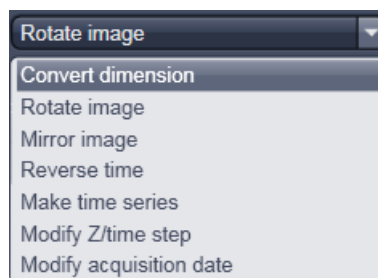 Rotate image
Convert dimension
Rotate image
Mirror image
Reverse time
Make time series
Modify Z/time step
Modify acquisition date